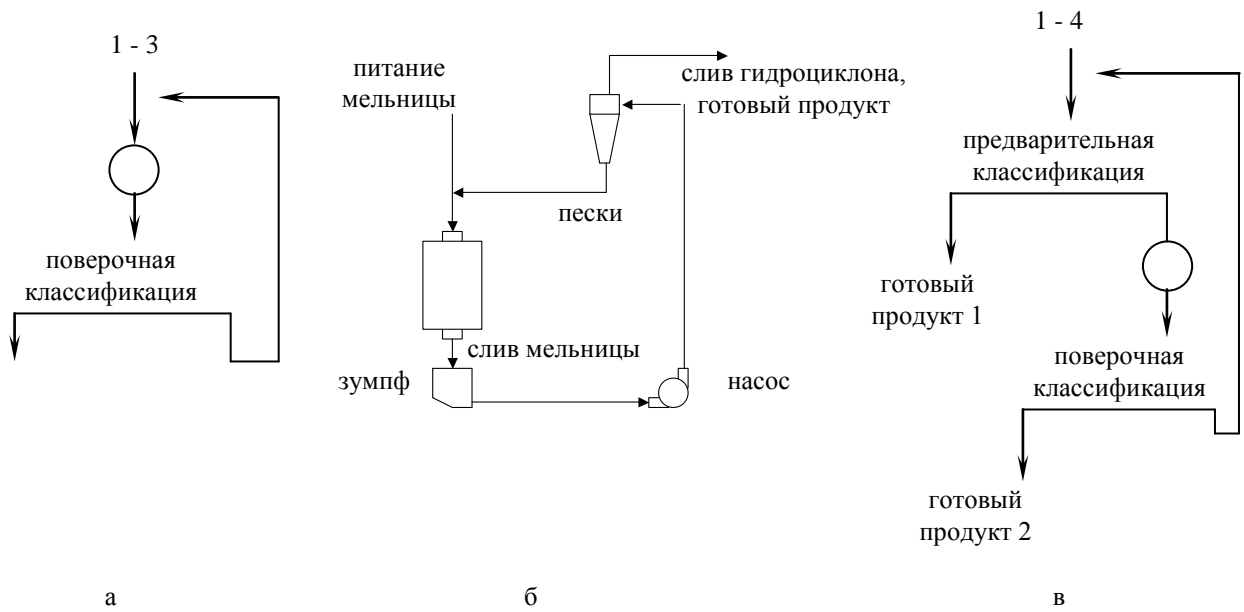 1 - 3
поверочная
классификация
а
питание
мельницы
слив гидроциклона,
готовый продукт
пески
слив мельницы
зумпф
насос
б
1 - 4
предварительная
классификация
готовый
продукт 1
поверочная
классификация
готовый
продукт 2
в